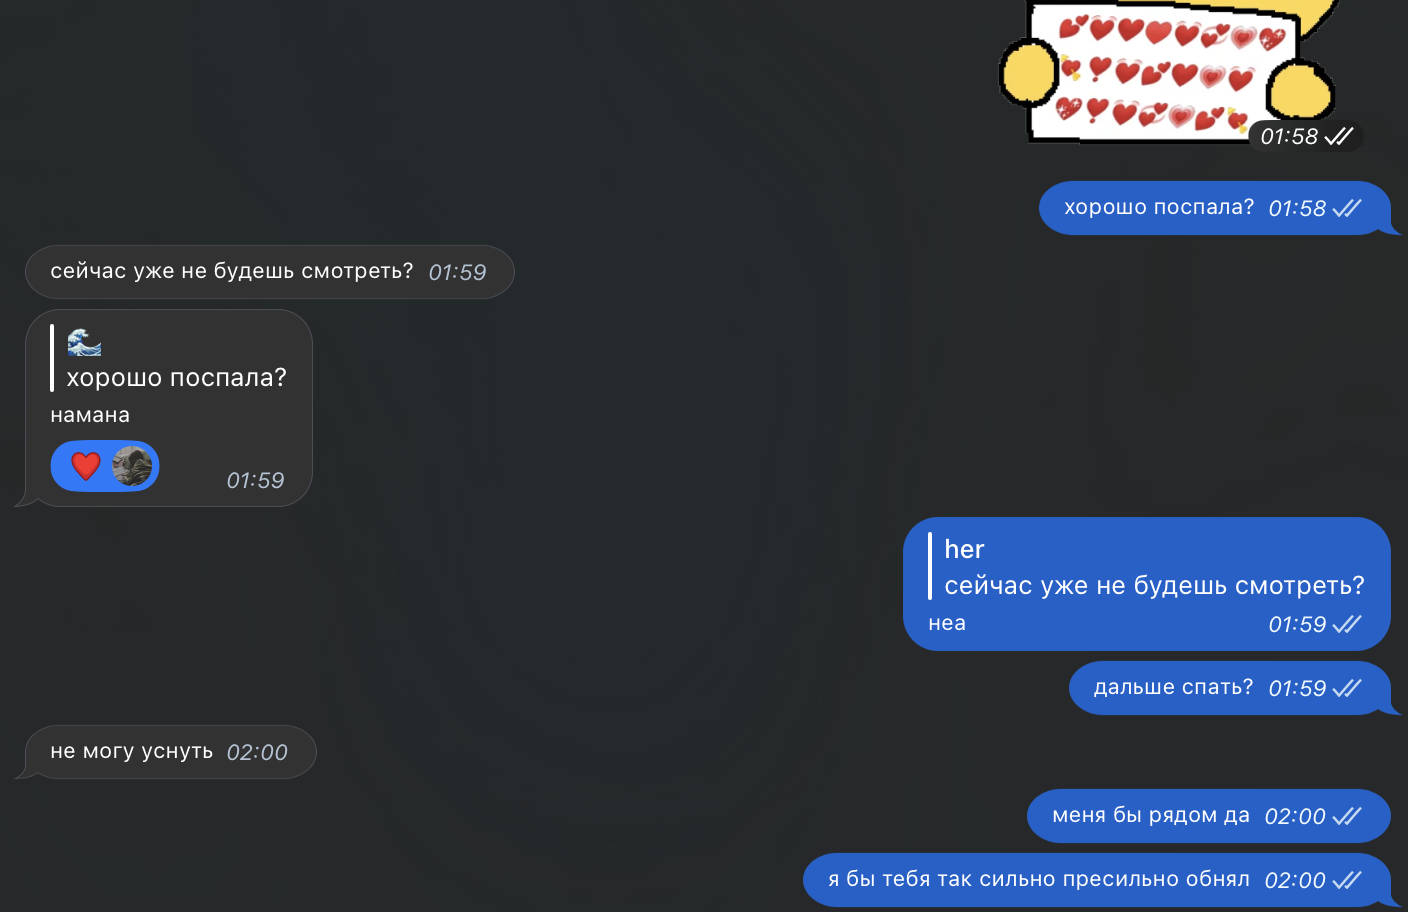 01:58
хорошо поспала? 01:58
сейчас уже не будешь смотреть? 01:59
хорошо поспала?
намана
01:59
her
сейчас уже не будешь смотреть?
неа 01:59
дальше спать? 01:59
не могу уснуть 02:00
меня бы рядом да 02:00
я бы тебя так сильно пресильно обнял 02:00